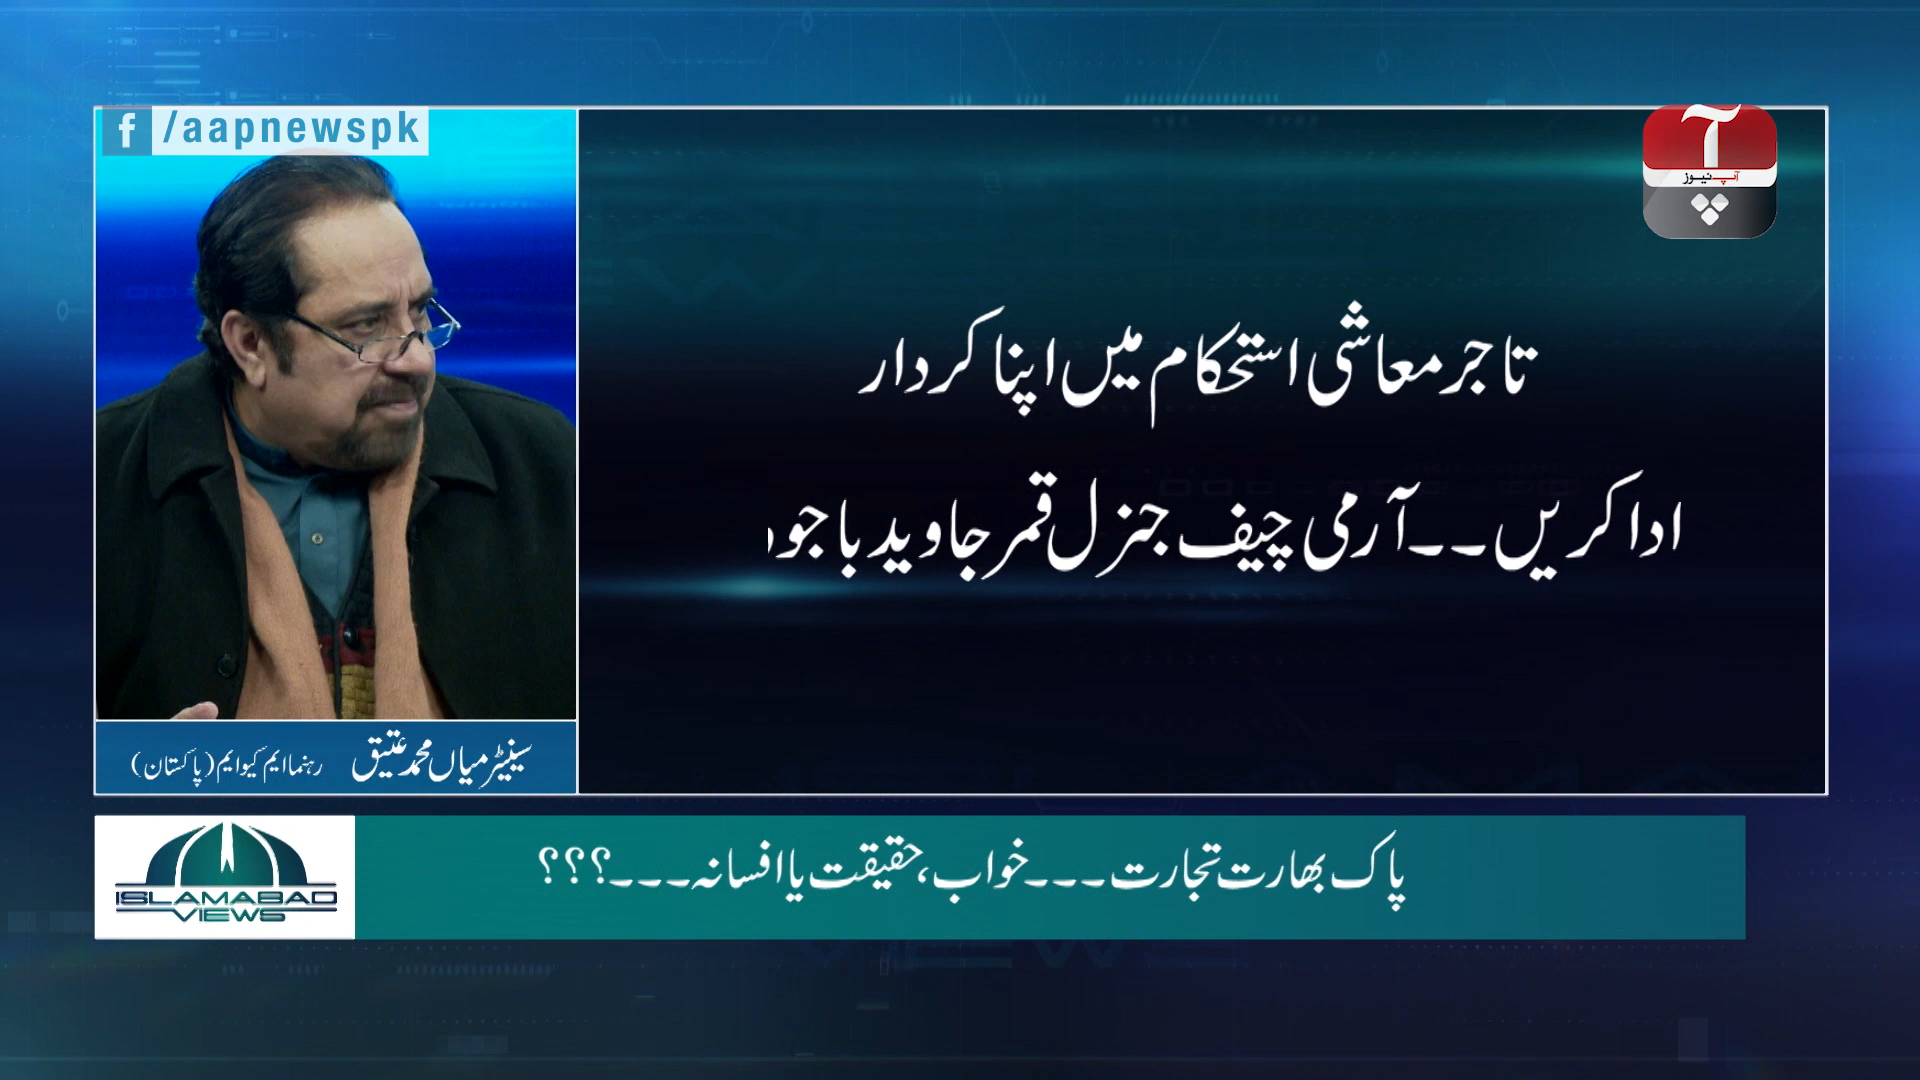 /aapnewspk
آپ نیوز
تاجر معاشی استحکام میں اپنا کردار
ادا کریں۔۔آرمی چیف جنرل قمر جاوید باجو
سینیٹر میاں محمد عتیق رہنما ایم کیو ایم (پاکستان)
ISLAMABAD
VIEWS
پاک بھارت تجارت۔۔۔خواب، حقیقت یا افسانہ۔۔۔؟؟؟